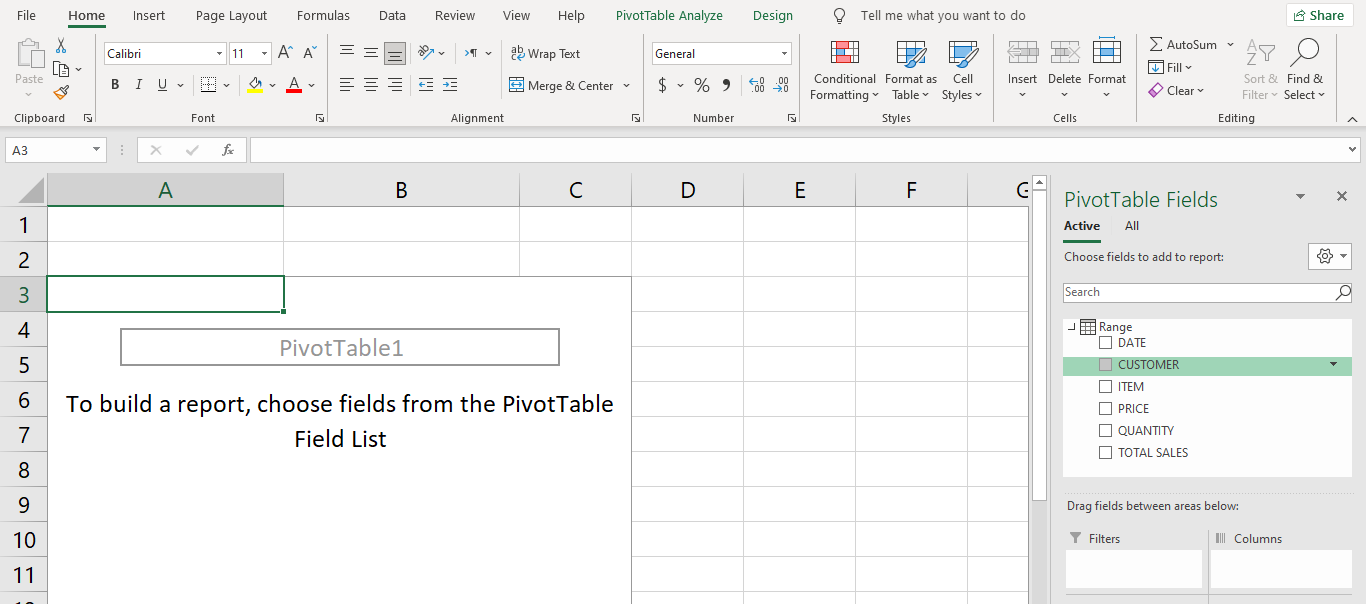 File Home Insert Page Layout Formulas Data Review View Help PivotTable Analyze Design Tell me what you want to do Share
Calibri 11 General
Paste
Wrap Text
B I U Merge & Center $ % 9
Conditional Formatting
Format as Table
Cell Styles
Insert Delete Format
AutoSum
Fill
Clear
Sort & Filter
Find & Select
Clipboard Font Alignment Number Styles Cells Editing
A3 fx
A B C D E F G
1
2
3
4
5
6
7
8
9
10
11
PivotTable1
To build a report, choose fields from the PivotTable
Field List
PivotTable Fields
Active All
Choose fields to add to report:
Search
Range
DATE
CUSTOMER
ITEM
PRICE
QUANTITY
TOTAL SALES
Drag fields between areas below:
Filters Columns